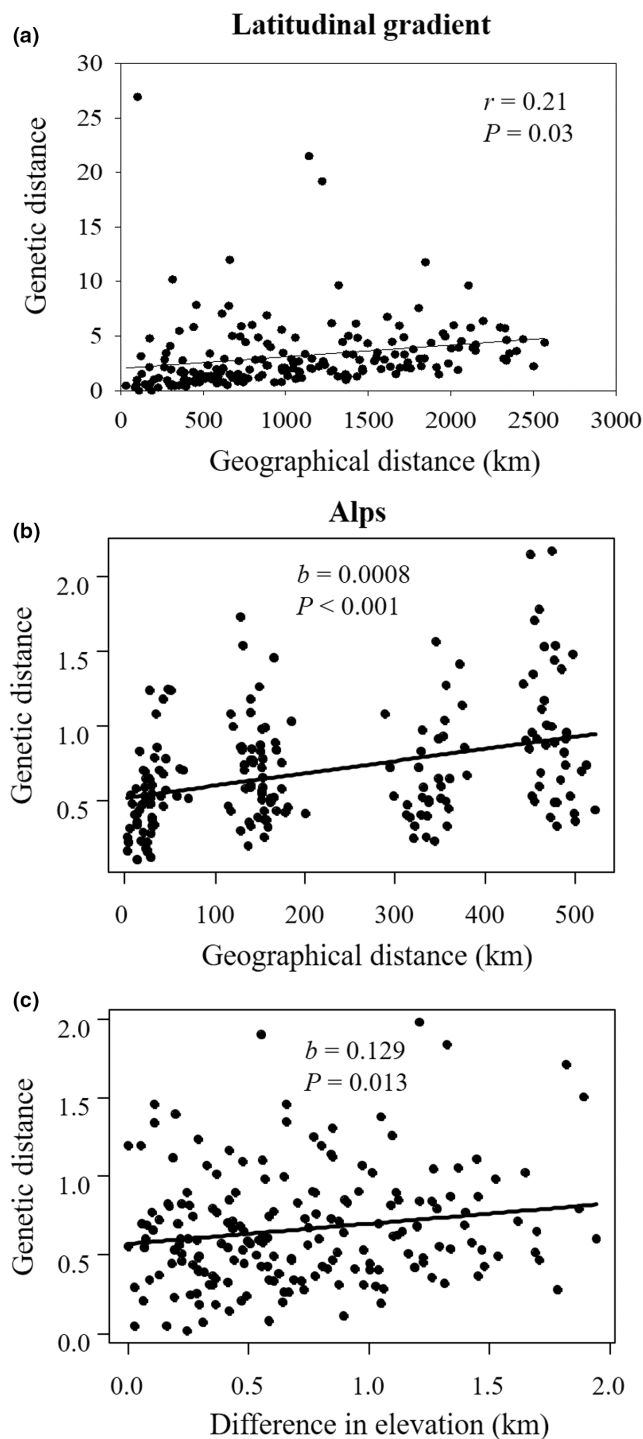 (a)
Latitudinal gradient
30
25
20
15
10
5
0
r = 0.21
P = 0.03
Genetic distance
0 500 1000 1500 2000 2500 3000
Geographical distance (km)
(b)
Alps
2.0
1.5
1.0
0.5
b = 0.0008
P < 0.001
Genetic distance
0 100 200 300 400 500
Geographical distance (km)
(c)
2.0
1.5
1.0
0.5
0.0
b = 0.129
P = 0.013
Genetic distance
0.0 0.5 1.0 1.5 2.0
Difference in elevation (km)